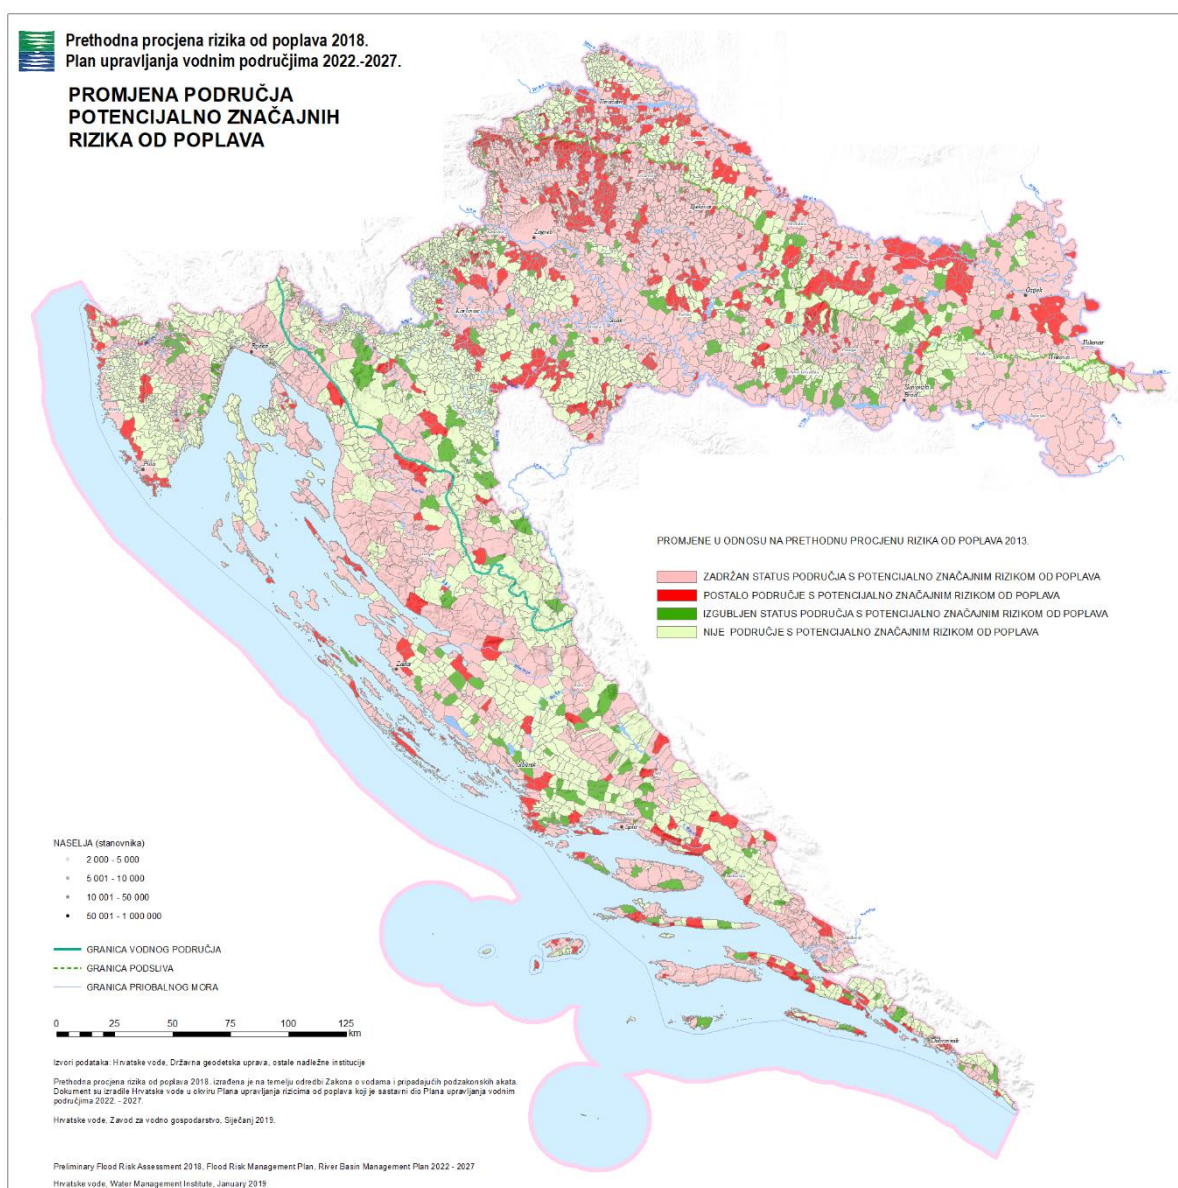 Prethodna procjena rizika od poplava 2018.
Plan upravljanja vodnim područjima 2022.-2027.
PROMJENA PODRUČJA
POTENCIJALNO ZNAČAJNIH
RIZIKA OD POPLAVA
Zagreb
Karlovac
Rijeka
Osijek
Vukovar
Slavonski
Brod
Pula
Zadar
Šibenik
Split
Dubrovnik
PROMJENE U ODNOSU NA PRETHODNU PROCJENU RIZIKA OD POPLAVA 2013.
ZADRŽAN STATUS PODRUČJA S POTENCIJALNO ZNAČAJNIM RIZIKOM OD POPLAVA
POSTALO PODRUČJE S POTENCIJALNO ZNAČAJNIM RIZIKOM OD POPLAVA
IZGUBLJEN STATUS PODRUČJA S POTENCIJALNO ZNAČAJNIM RIZIKOM OD POPLAVA
NIJE PODRUČJE S POTENCIJALNO ZNAČAJNIM RIZIKOM OD POPLAVA
NASELJA (stanovnika)
2 000 - 5 000
5 001 - 10 000
10 001 - 50 000
50 001 - 1 000 000
GRANICA VODNOG PODRUČJA
GRANICA PODSLIVA
GRANICA PRIOBALNOG MORA
0 25 50 75 100 125
km
Izvori podataka: Hrvatske vode, Državna geodetska uprava, ostale nadležne institucije
Prethodna procjena rizika od poplava 2018. izrađena je na temelju odredbi Zakona o vodama i pripadajućih podzakonskih akata.
Dokument su izradile Hrvatske vode u okviru Plana upravljanja rizicima od poplava koji je sastavni dio Plana upravljanja vodnim
područjima 2022. - 2027.
Hrvatske vode, Zavod za vodno gospodarstvo, Siječanj 2019.
Preliminary Flood Risk Assessment 2018, Flood Risk Management Plan, River Basin Management Plan 2022 - 2027
Hrvatske vode, Water Management Institute, January 2019